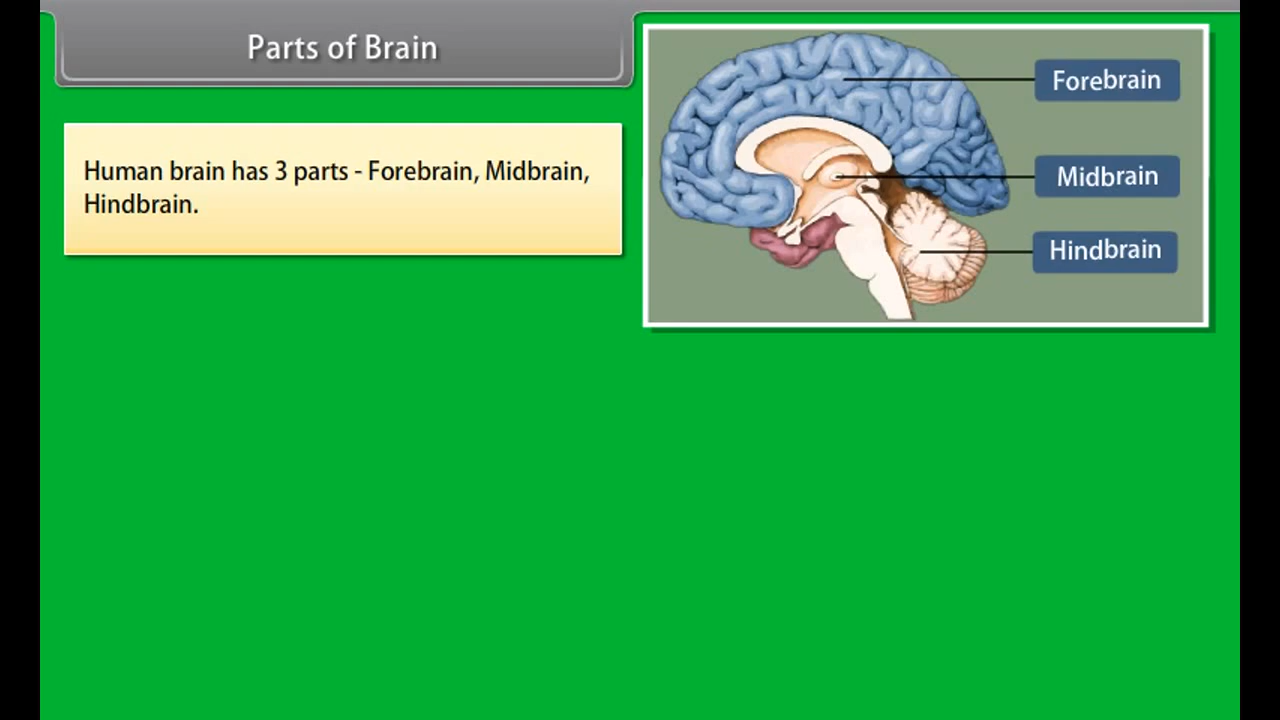 Parts of Brain
Human brain has 3 parts - Forebrain, Midbrain,
Hindbrain.
Forebrain
Midbrain
Hindbrain